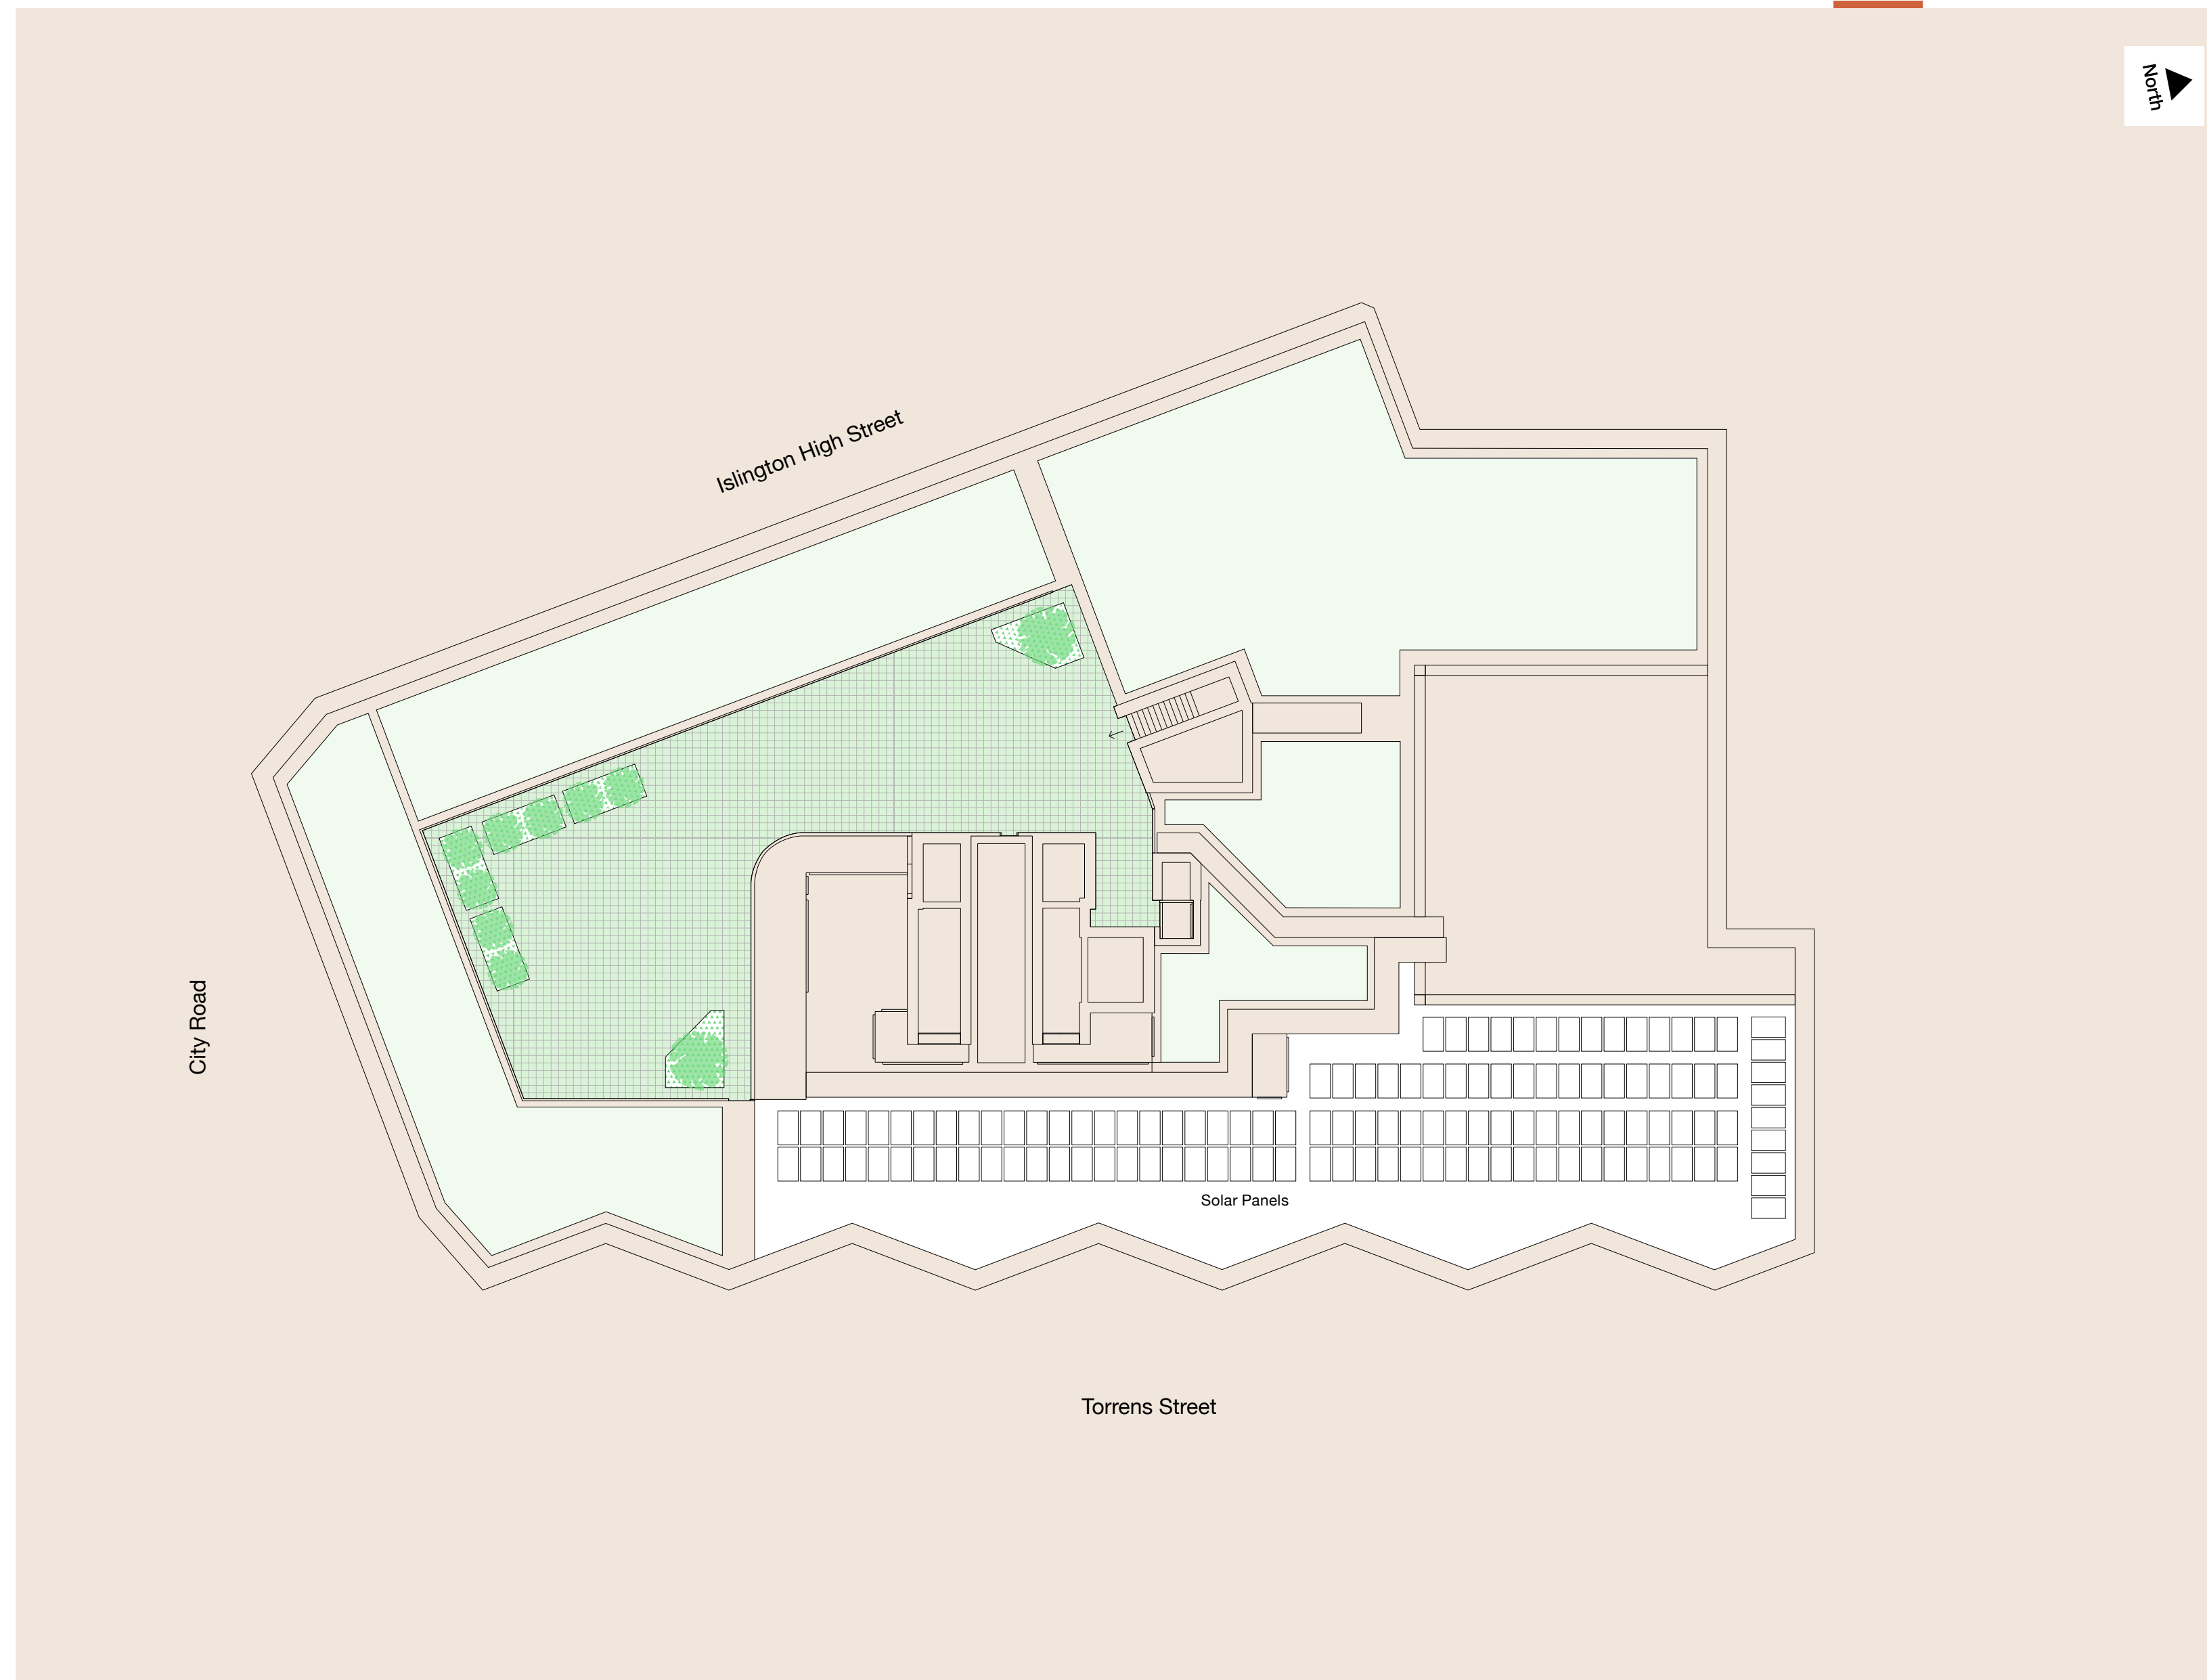 North
Islington High Street
City Road
Solar Panels
Torrens Street